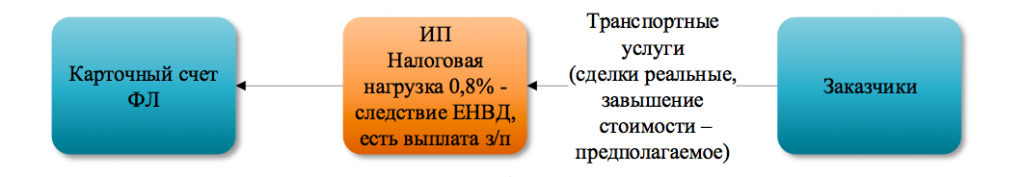 Карточный счет
ФЛ
ИП
Налоговая
нагрузка 0,8% -
следствие ЕНВД,
есть выплата з/п
Транспортные
услуги
(сделки реальные,
завышение
стоимости –
предполагаемое)
Заказчики